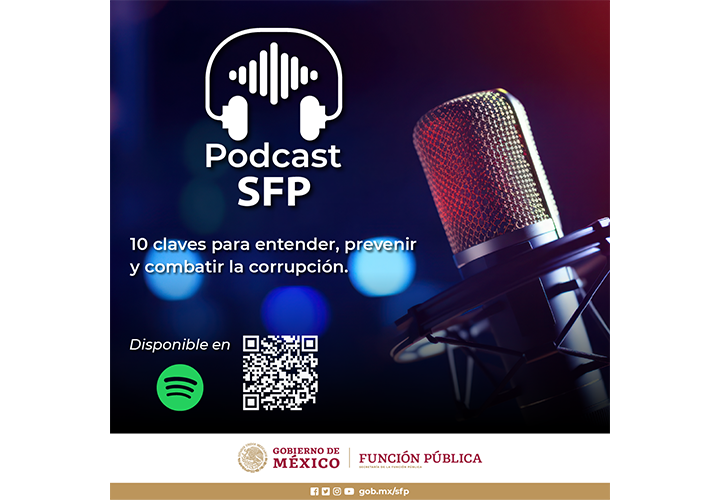 Podcast
SFP
10 claves para entender, prevenir
y combatir la corrupción.
Disponible en
GOBIERNO DE
MÉXICO
FUNCIÓN PÚBLICA
SECRETARÍA DE LA FUNCIÓN PÚBLICA
gob.mx/sfp